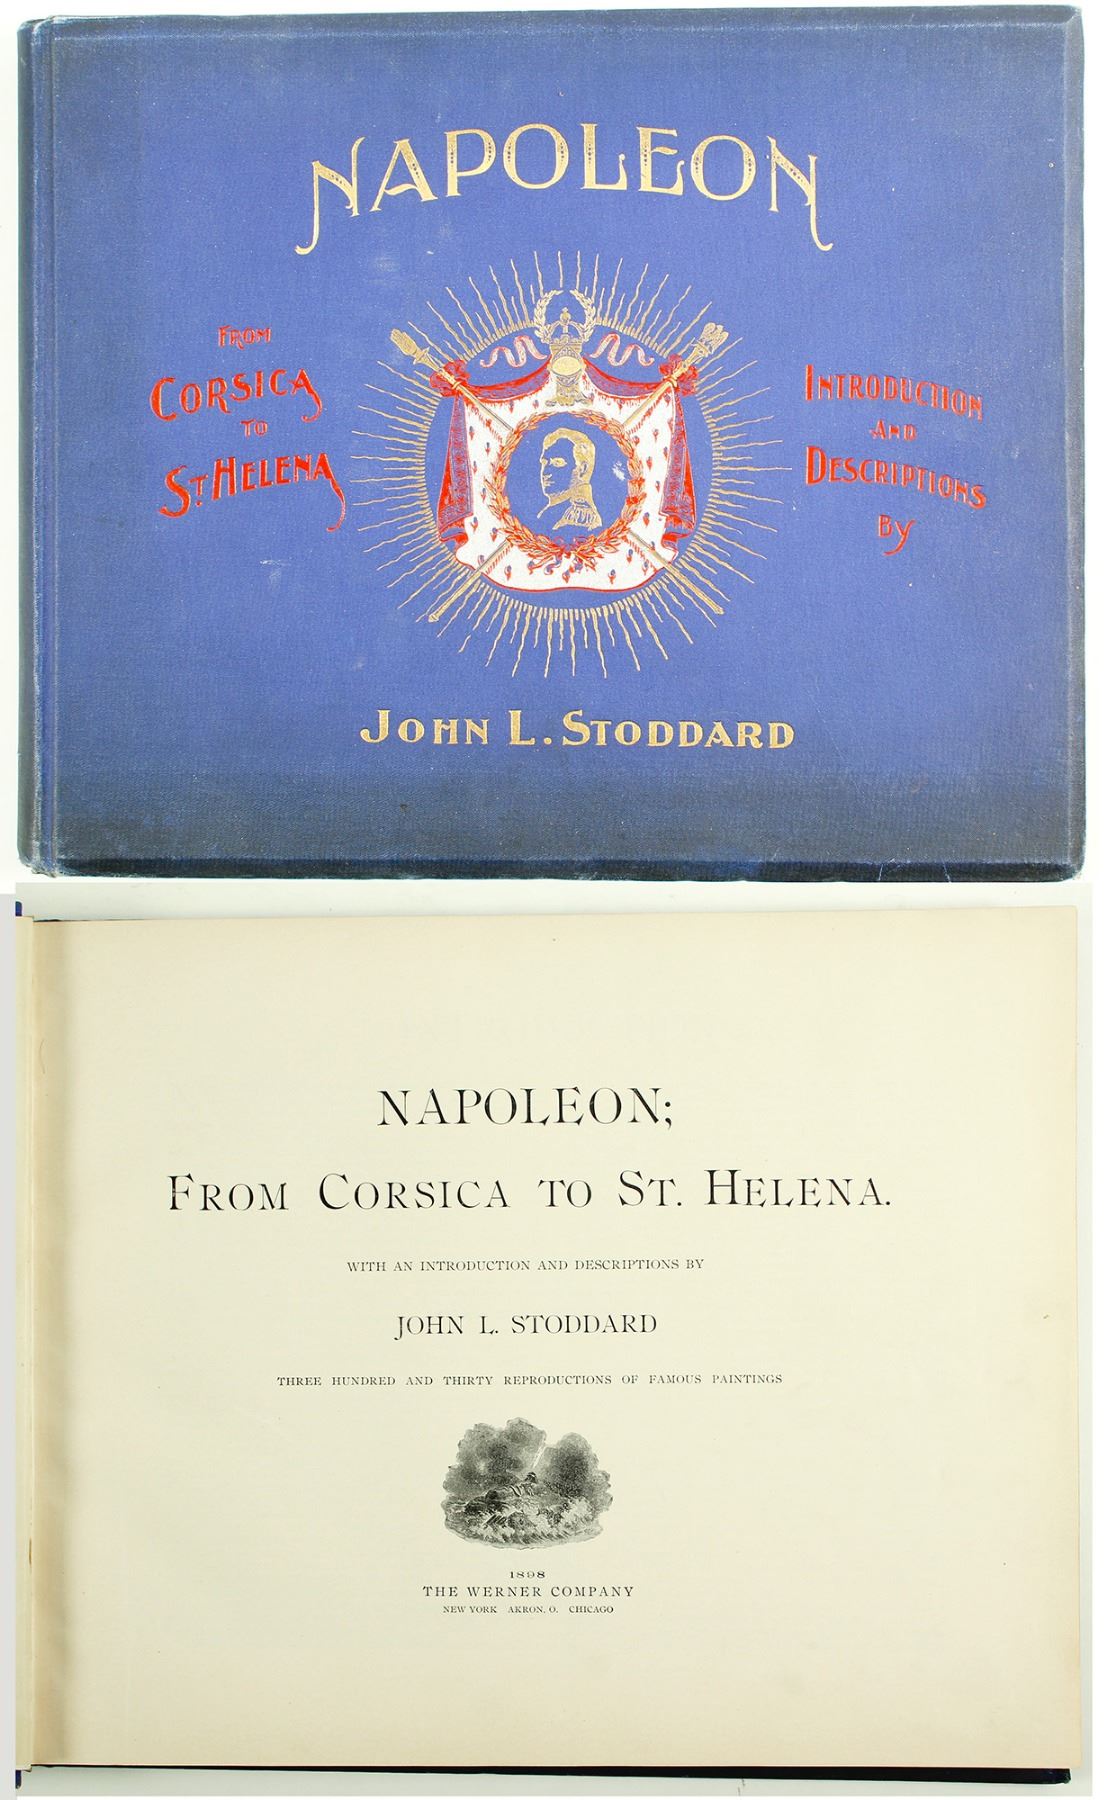 NAPOLEON
FROM
CORSICA
TO
ST HELENA
INTRODUCTION
AND
DESCRIPTIONS
BY
JOHN L. STODDARD
NAPOLEON;
FROM CORSICA TO ST. HELENA.
WITH AN INTRODUCTION AND DESCRIPTIONS BY
JOHN L. STODDARD
THREE HUNDRED AND THIRTY REPRODUCTIONS OF FAMOUS PAINTINGS
1898
THE WERNER COMPANY
NEW YORK AKRON, O. CHICAGO